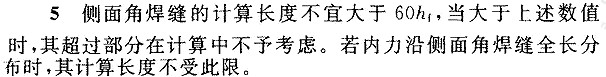 5 侧面角焊缝的计算长度不宜大于 60hf，当大于上述数值
时，其超过部分在计算中不予考虑。若内力沿侧面角焊缝全长分
布时，其计算长度不受此限。